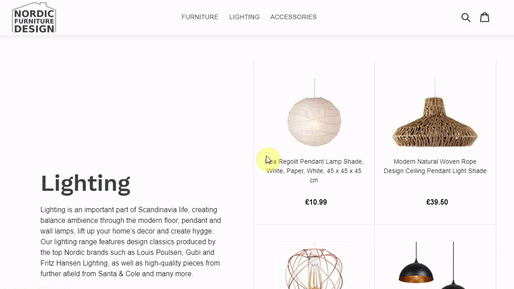 NORDIC
FURNITURE
DESIGN
FURNITURE LIGHTING ACCESSORIES
Lighting
Lighting is an important part of Scandinavia life, creating
balance ambience through the modern floor, pendant and
wall lamps, lift up your home's decor and create hygge.
Our lighting range features design classics produced by
the top Nordic brands such as Louis Poulsen, Gubi and
Fritz Hansen Lighting, as well as high-quality pieces from
further afield from Santa & Cole and many more.
Regolit Pendant Lamp Shade,
White, Paper, White, 45 x 45 x 45
cm
£10.99
Modern Natural Woven Rope
Design Ceiling Pendant Light Shade
£39.50